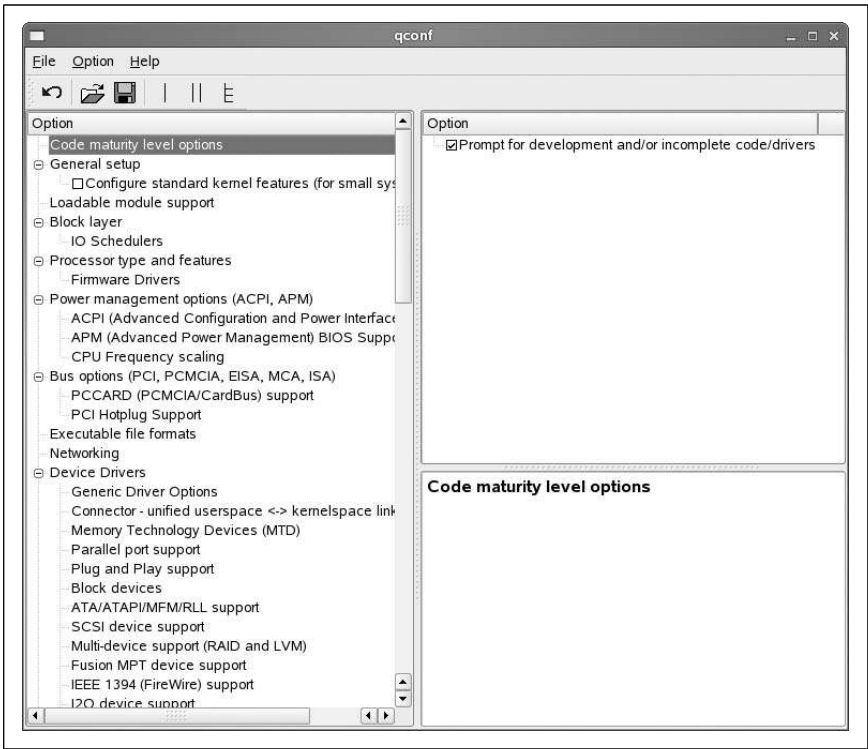 qconf
File Option Help
Option
Code maturity level options
General setup
Configure standard kernel features (for small sys
Loadable module support
Block layer
IO Schedulers
Processor type and features
Firmware Drivers
Power management options (ACPI, APM)
ACPI (Advanced Configuration and Power Interface
APM (Advanced Power Management) BIOS Suppo
CPU Frequency scaling
Bus options (PCI, PCMCIA, EISA, MCA, ISA)
PCCARD (PCMCIA/CardBus) support
PCI Hotplug Support
Executable file formats
Networking
Device Drivers
Generic Driver Options
Connector - unified userspace <-> kernelspace link
Memory Technology Devices (MTD)
Parallel port support
Plug and Play support
Block devices
ATA/ATAPI/MFM/RLL support
SCSI device support
Multi-device support (RAID and LVM)
Fusion MPT device support
IEEE 1394 (FireWire) support
I2O device support
Option
Prompt for development and/or incomplete code/drivers
Code maturity level options